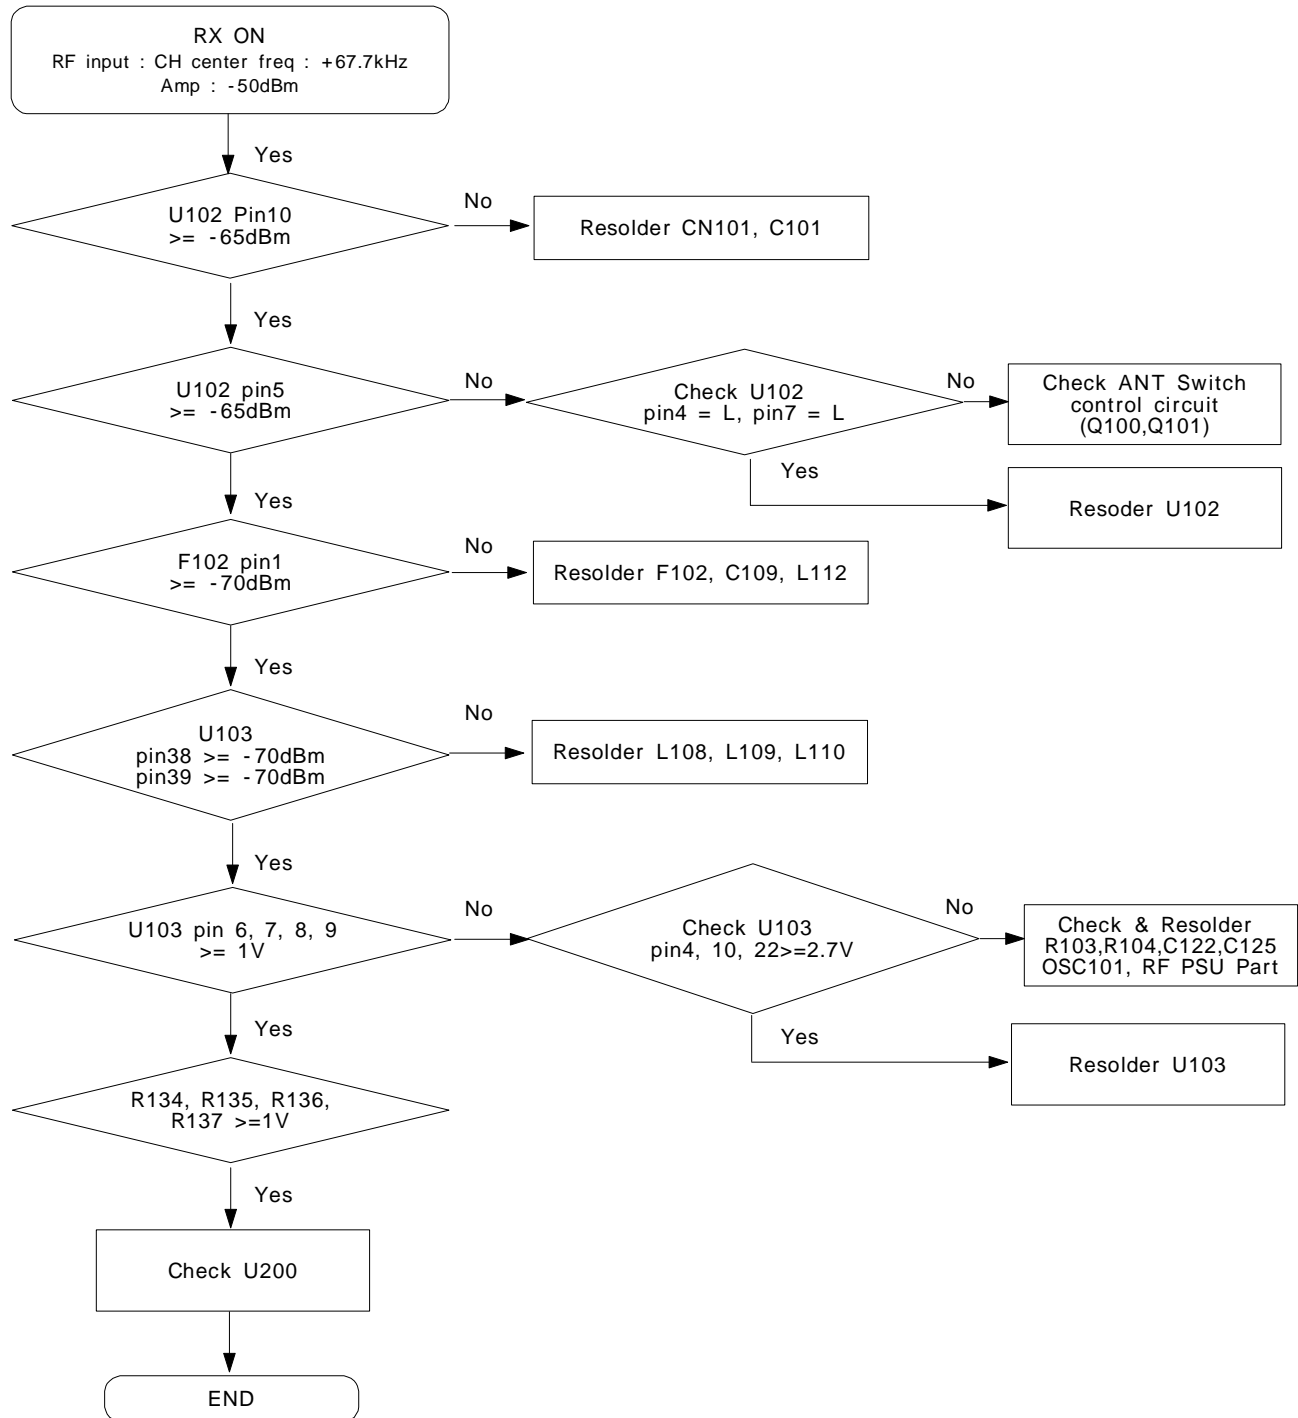 RX ON
RF input : CH center freq : +67.7kHz
Amp : -50dBm
Yes
U102 Pin10
>= -65dBm
No
Resolder CN101, C101
Yes
U102 pin5
>= -65dBm
No
Check U102
pin4 = L, pin7 = L
No
Check ANT Switch
control circuit
(Q100,Q101)
Yes
Resoder U102
Yes
F102 pin1
>= -70dBm
No
Resolder F102, C109, L112
Yes
U103
pin38 >= -70dBm
pin39 >= -70dBm
No
Resolder L108, L109, L110
Yes
U103 pin 6, 7, 8, 9
>= 1V
No
Check U103
pin4, 10, 22>=2.7V
No
Check & Resolder
R103,R104,C122,C125
OSC101, RF PSU Part
Yes
Resolder U103
Yes
R134, R135, R136,
R137 >=1V
Yes
Check U200
END